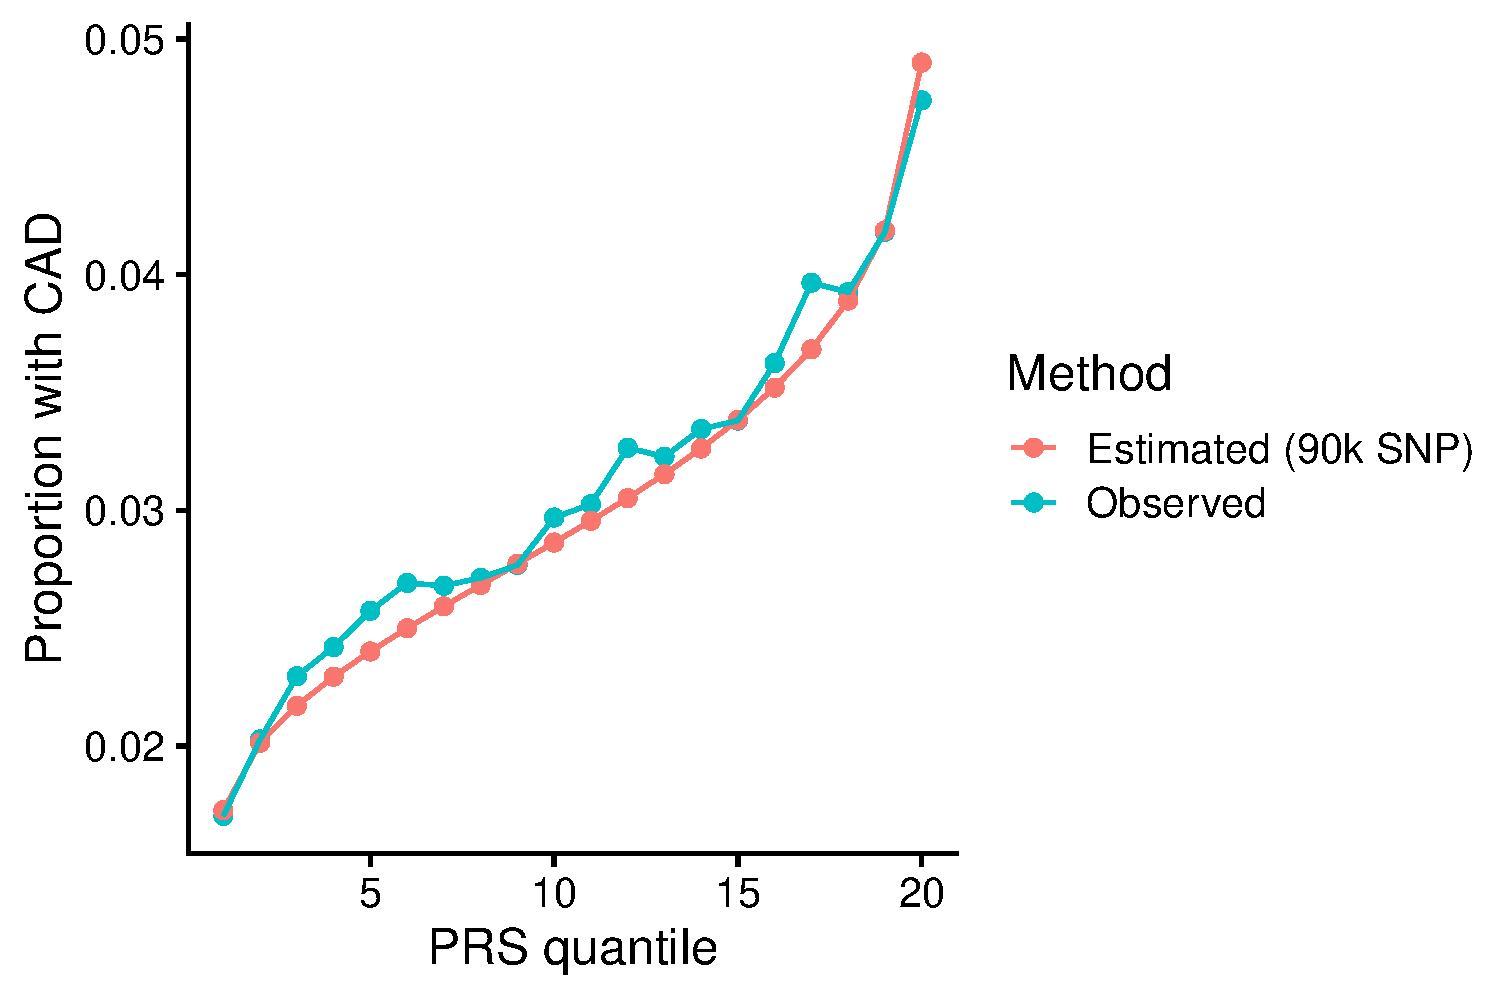 0.05
0.04
0.03
0.02
Proportion with CAD
5 10 15 20
PRS quantile
Method
Estimated (90k SNP)
Observed